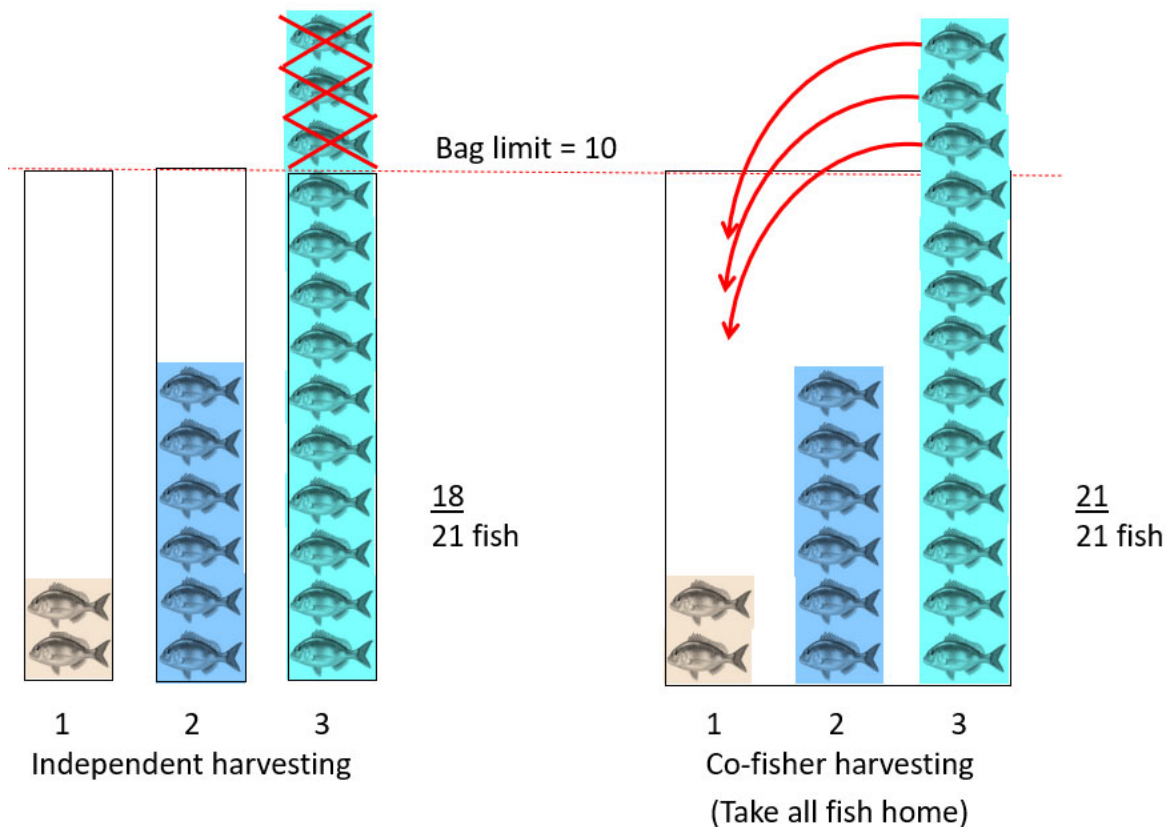 Bag limit = 10
18
21 fish
21
21 fish
1 2 3
Independent harvesting
1 2 3
Co-fisher harvesting
(Take all fish home)